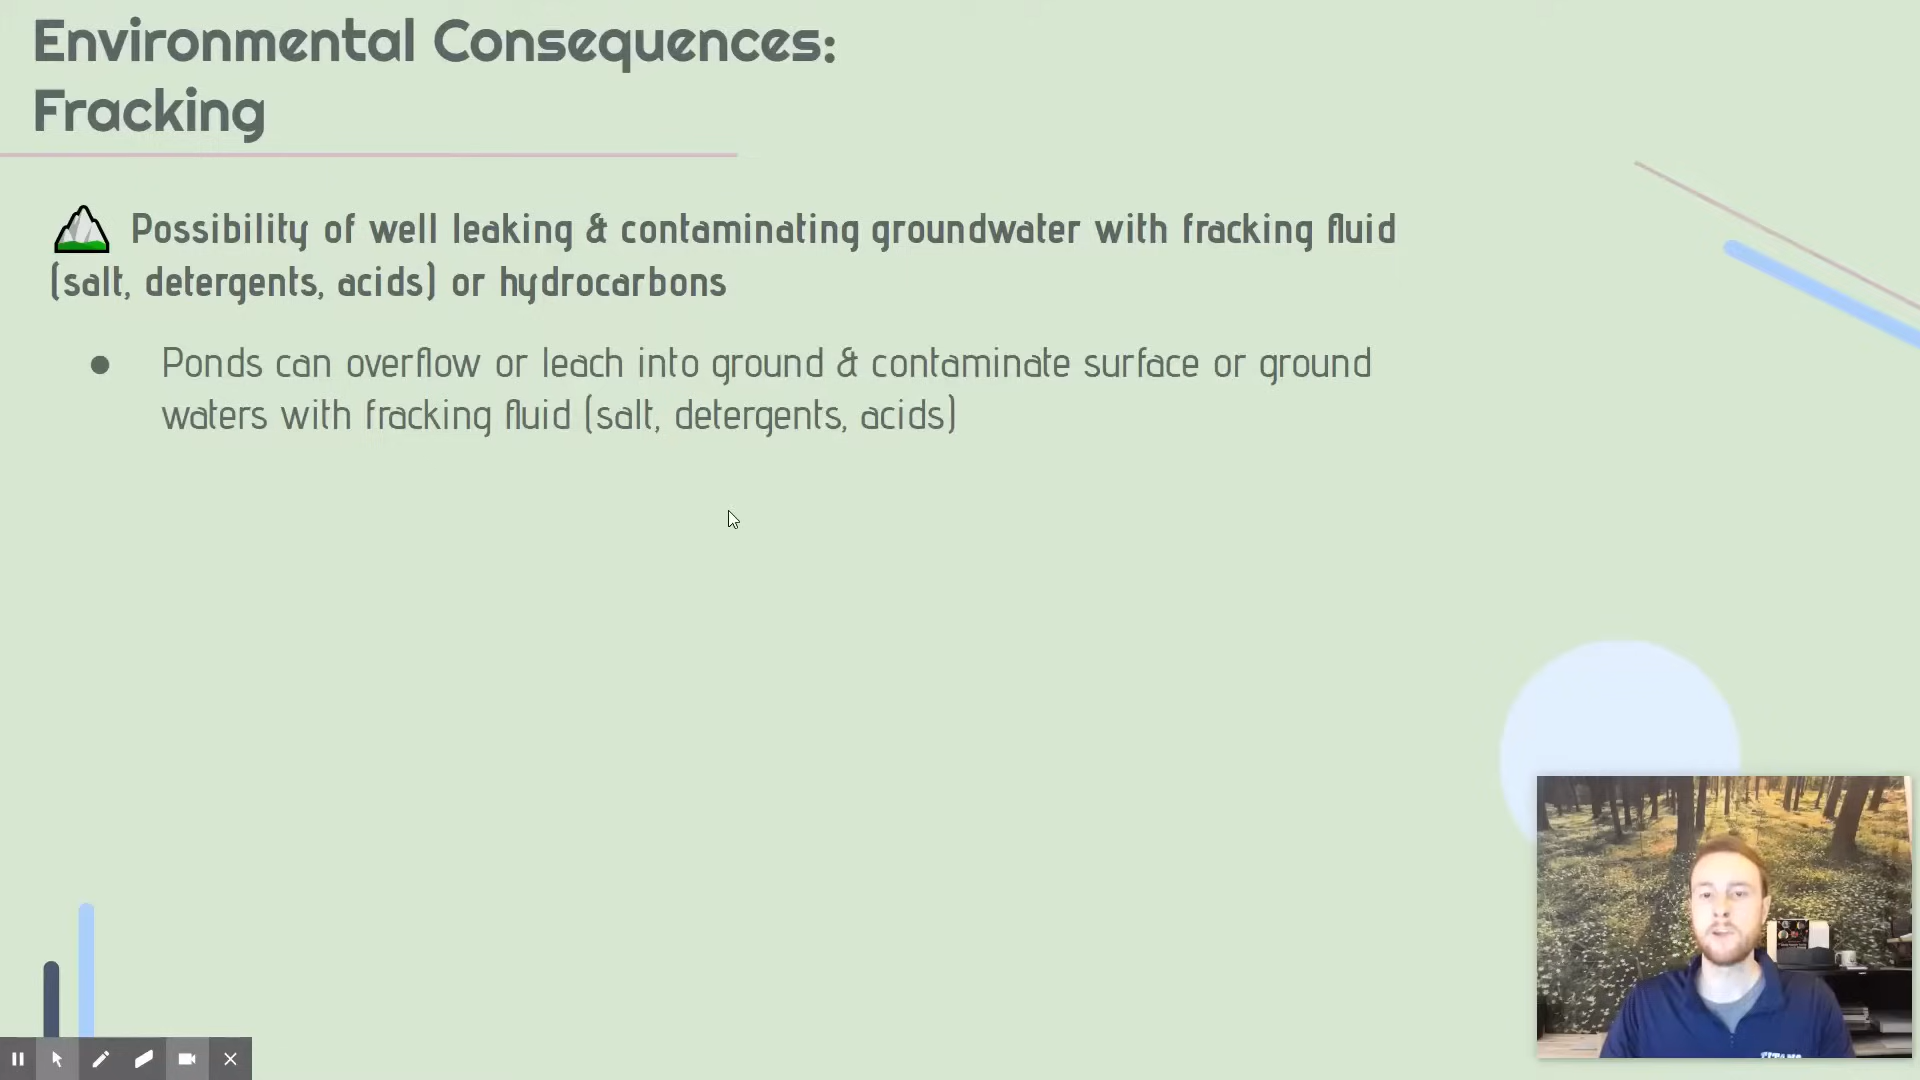 Environmental Consequences:
Fracking
Possibility of well leaking & contaminating groundwater with fracking fluid
(salt, detergents, acids) or hydrocarbons
● Ponds can overflow or leach into ground & contaminate surface or ground
waters with fracking fluid (salt, detergents, acids)